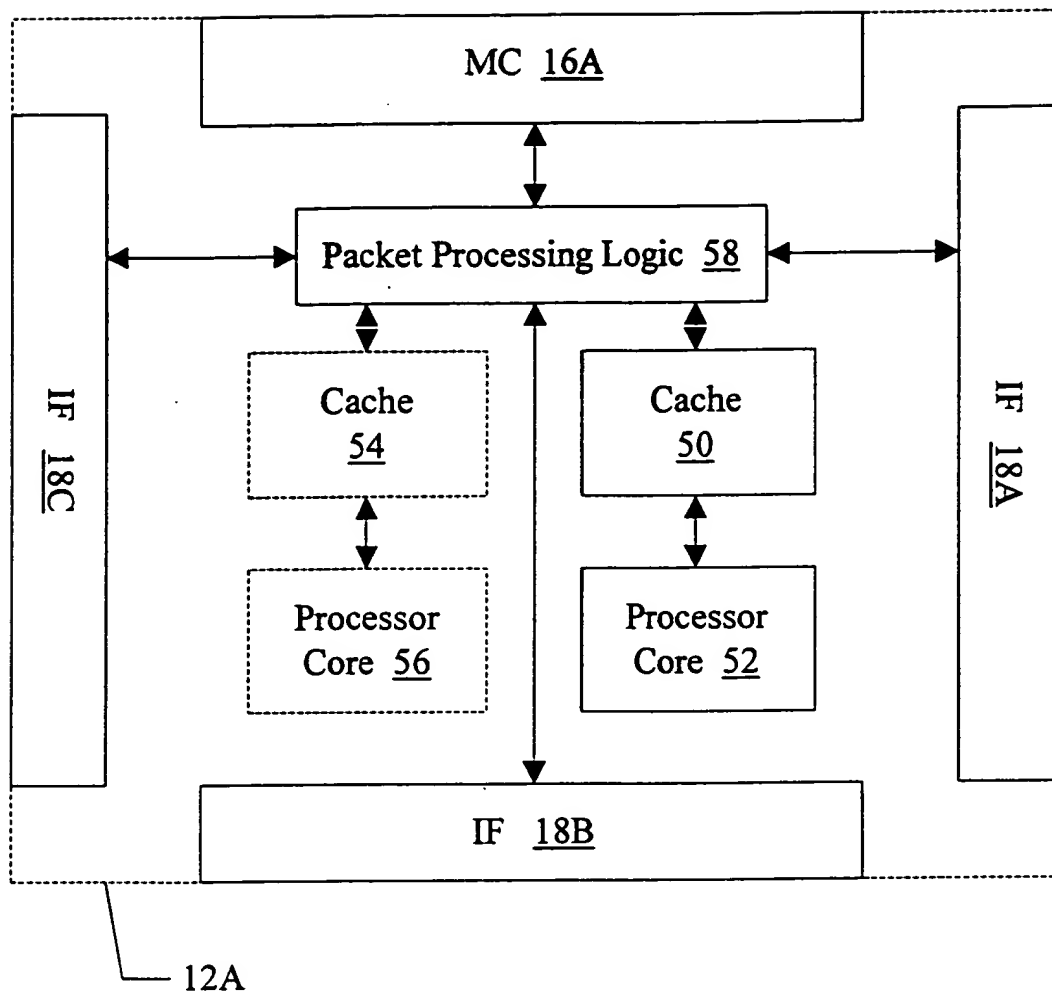 MC 16A
Packet Processing Logic 58
IF 18C
Cache
54
Cache
50
IF 18A
Processor
Core 56
Processor
Core 52
IF 18B
12A